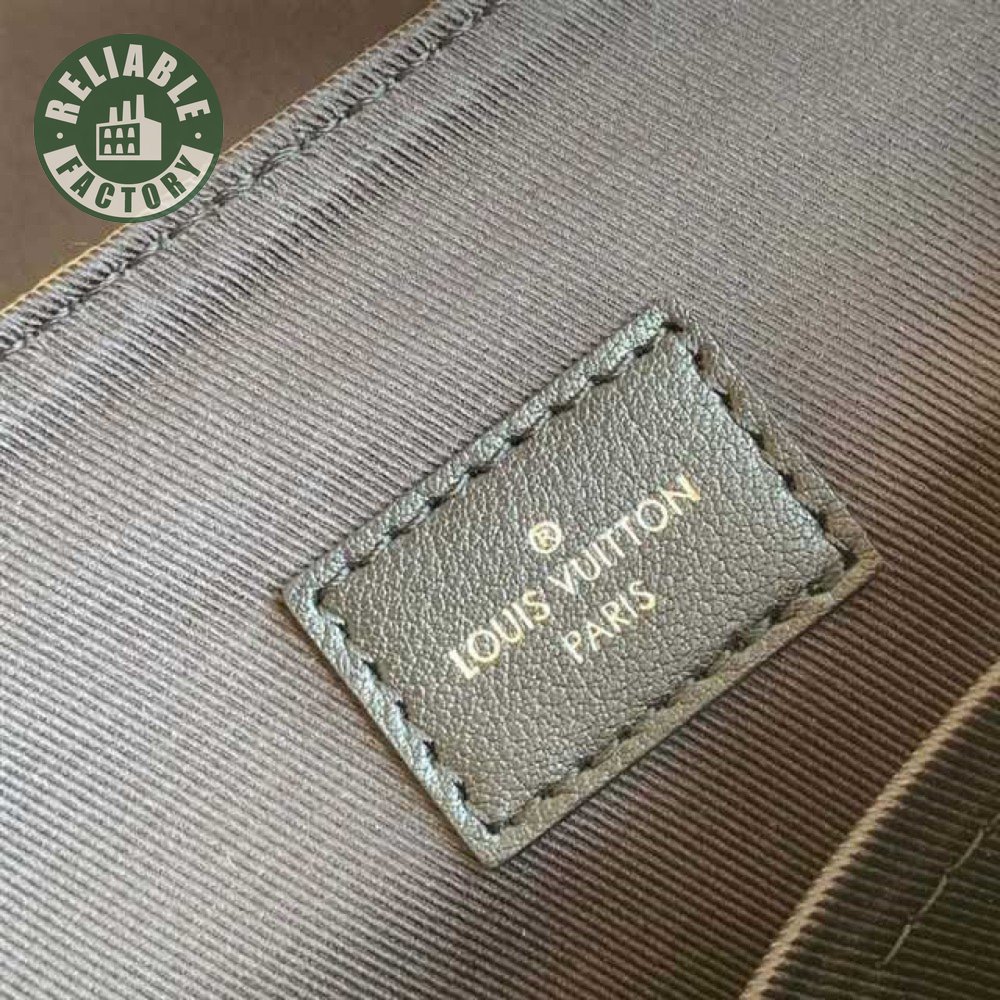 RELIABLE
FACTORY
®
LOUIS VUITTON
PARIS